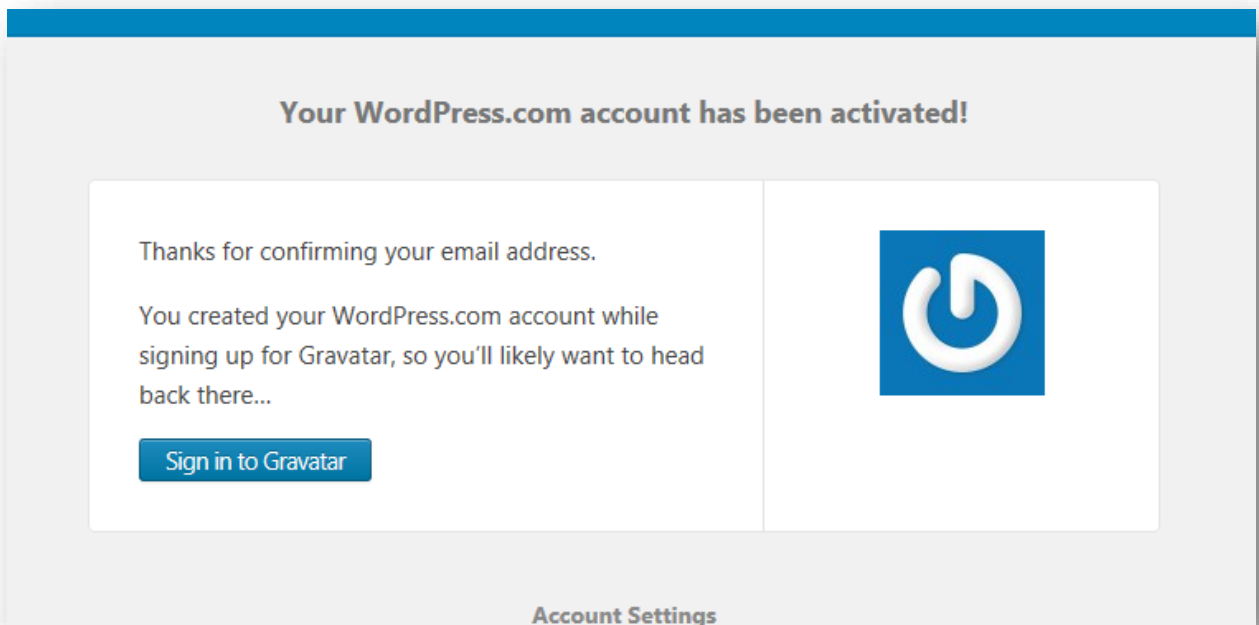 Your WordPress.com account has been activated!
Thanks for confirming your email address.
You created your WordPress.com account while
signing up for Gravatar, so you’ll likely want to head
back there...
Sign in to Gravatar
Account Settings